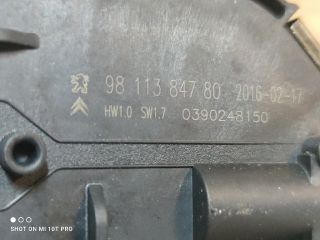 98 113 847 80 2016-02-17
HW1.0 SW1.7 0390248150
SHOT ON MI 10T PRO